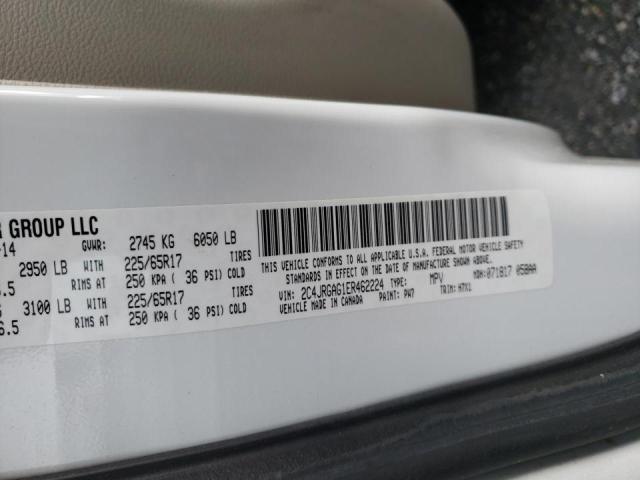 R GROUP LLC
-14 GVWR: 2745 KG 6050 LB
2950 LB WITH 225/65R17 TIRES
6.5 RIMS AT 250 KPA ( 36 PSI) COLD
3100 LB WITH 225/65R17 TIRES
6.5 RIMS AT 250 KPA ( 36 PSI) COLD
THIS VEHICLE CONFORMS TO ALL APPLICABLE U.S.A. FEDERAL MOTOR VEHICLE SAFETY
STANDARDS IN EFFECT ON THE DATE OF MANUFACTURE SHOWN ABOVE.
VIN: 2C4JRGAG1ER462224 TYPE: MPV MDH: 071817 058AA
VEHICLE MADE IN CANADA PAINT: PW7 TRIM: H7X1